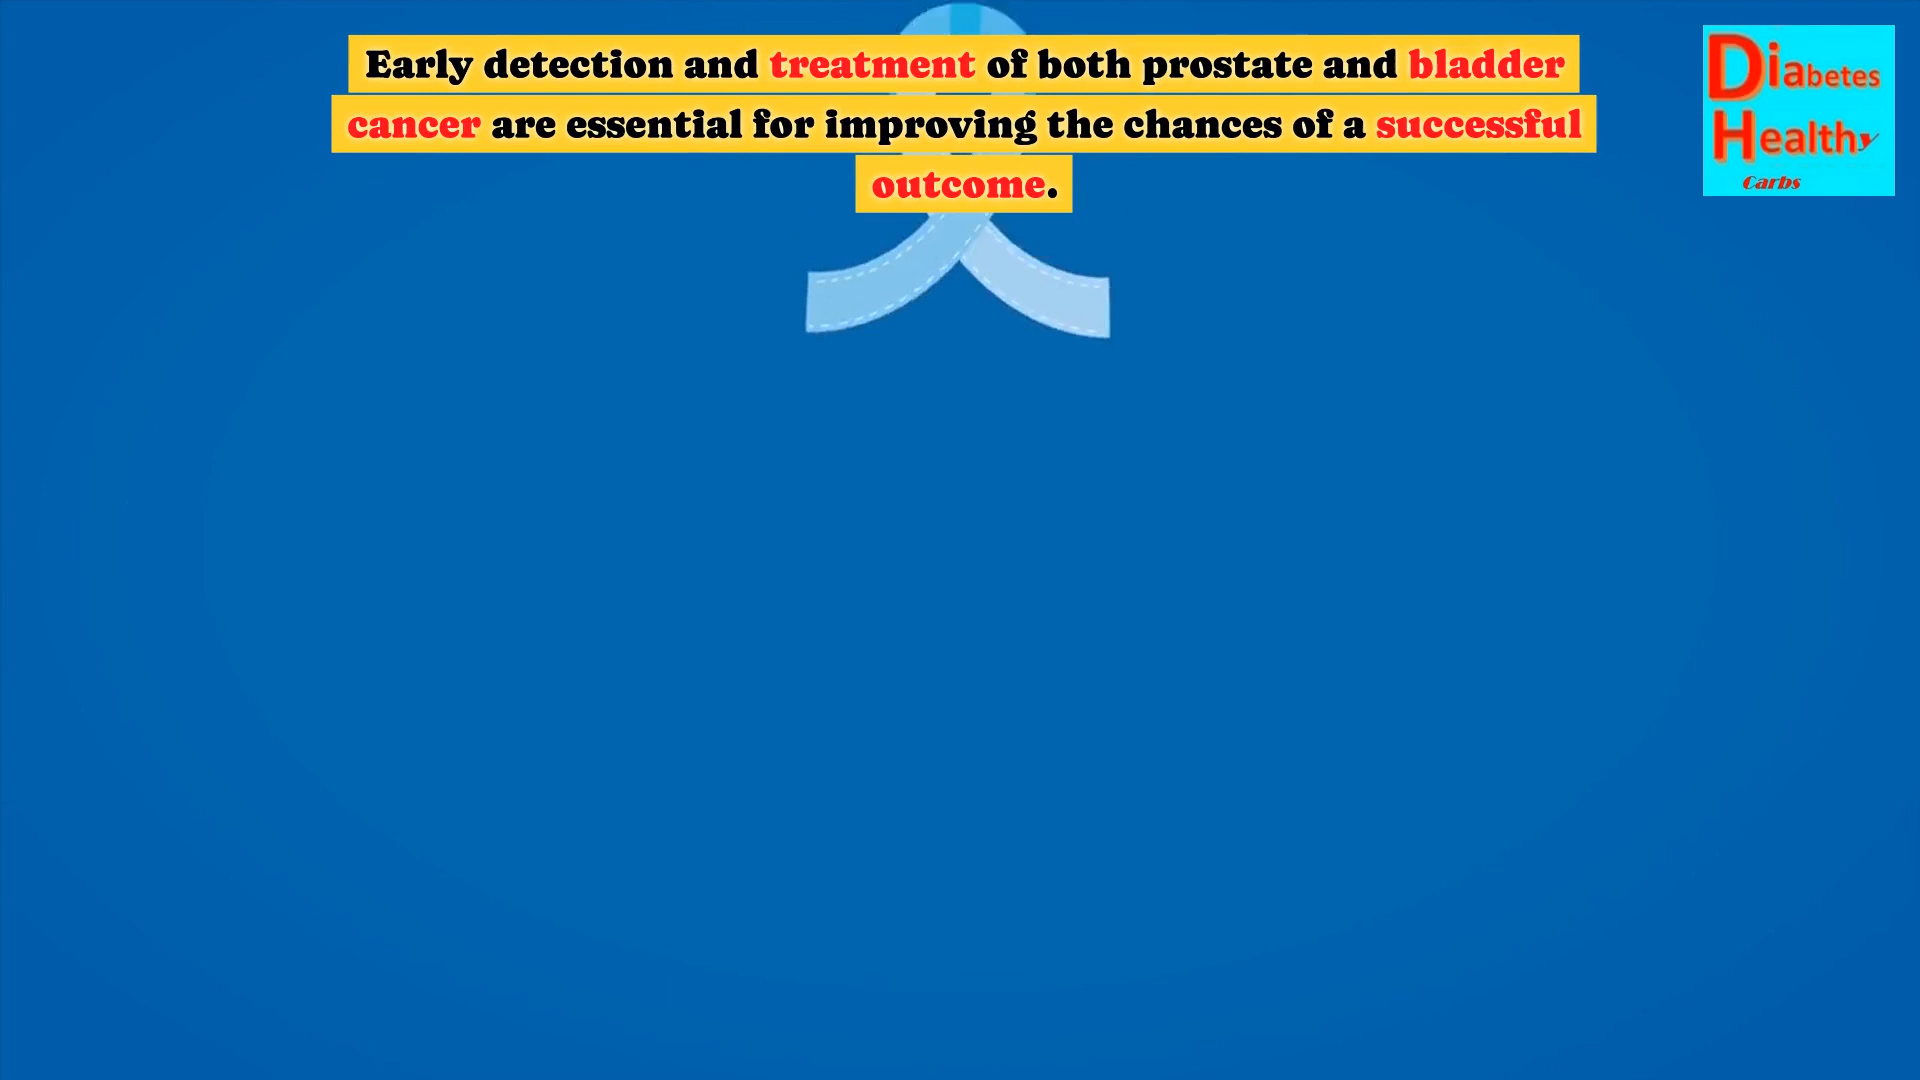 Early detection and treatment of both prostate and bladder
cancer are essential for improving the chances of a successful
outcome.
Diabetes
Healthy
Carbs